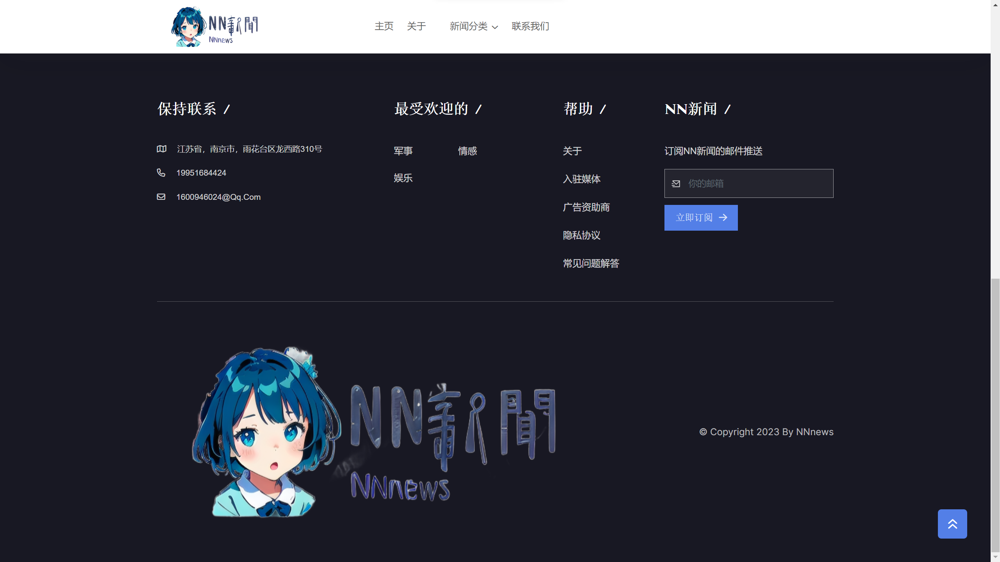 NN新聞
NNnews
主页 关于 新闻分类 联系我们
保持联系 /
江苏省，南京市，雨花台区龙西路310号
19951684424
1600946024@Qq.Com
最受欢迎的 /
军事 情感
娱乐
帮助 /
关于
入驻媒体
广告资助商
隐私协议
常见问题解答
NN新闻 /
订阅NN新闻的邮件推送
你的邮箱
立即订阅
NN新聞
NNnews
© Copyright 2023 By NNnews